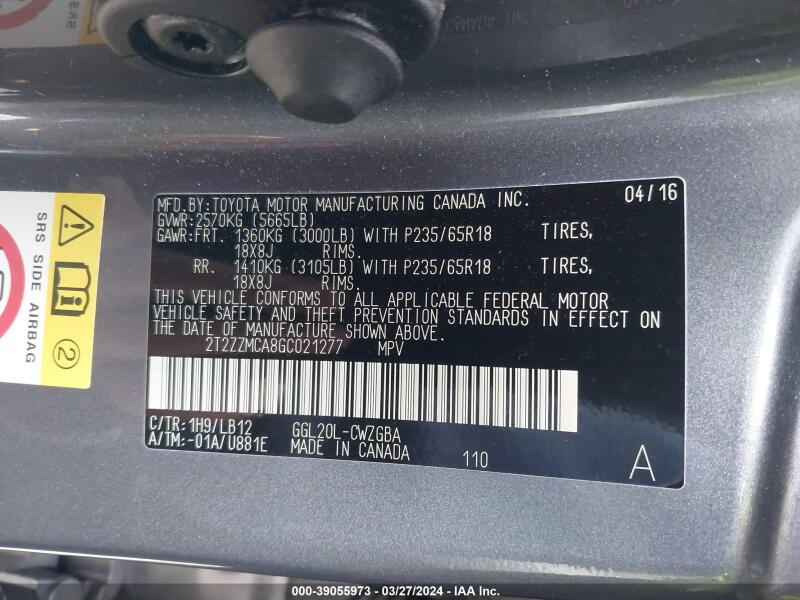 CANADA INC
MFD.BY:TOYOTA MOTOR MANUFACTURING CANADA INC. 04/16
GVWR:2570KG (5665LB)
GAWR:FRT. 1360KG (3000LB) WITH P235/65R18 TIRES,
18X8J RIMS.
RR. 1410KG (3105LB) WITH P235/65R18 TIRES,
18X8J RIMS.
THIS VEHICLE CONFORMS TO ALL APPLICABLE FEDERAL MOTOR
VEHICLE SAFETY AND THEFT PREVENTION STANDARDS IN EFFECT ON
THE DATE OF MANUFACTURE SHOWN ABOVE.
2T2ZZMCA8GC021277 MPV
C/TR:1H9/LB12 GGL20L-CWZGBA
A/TM:-01A/U881E MADE IN CANADA 110 A
SRS SIDE AIRBAG
2
000-39055973 - 03/27/2024 - IAA Inc.